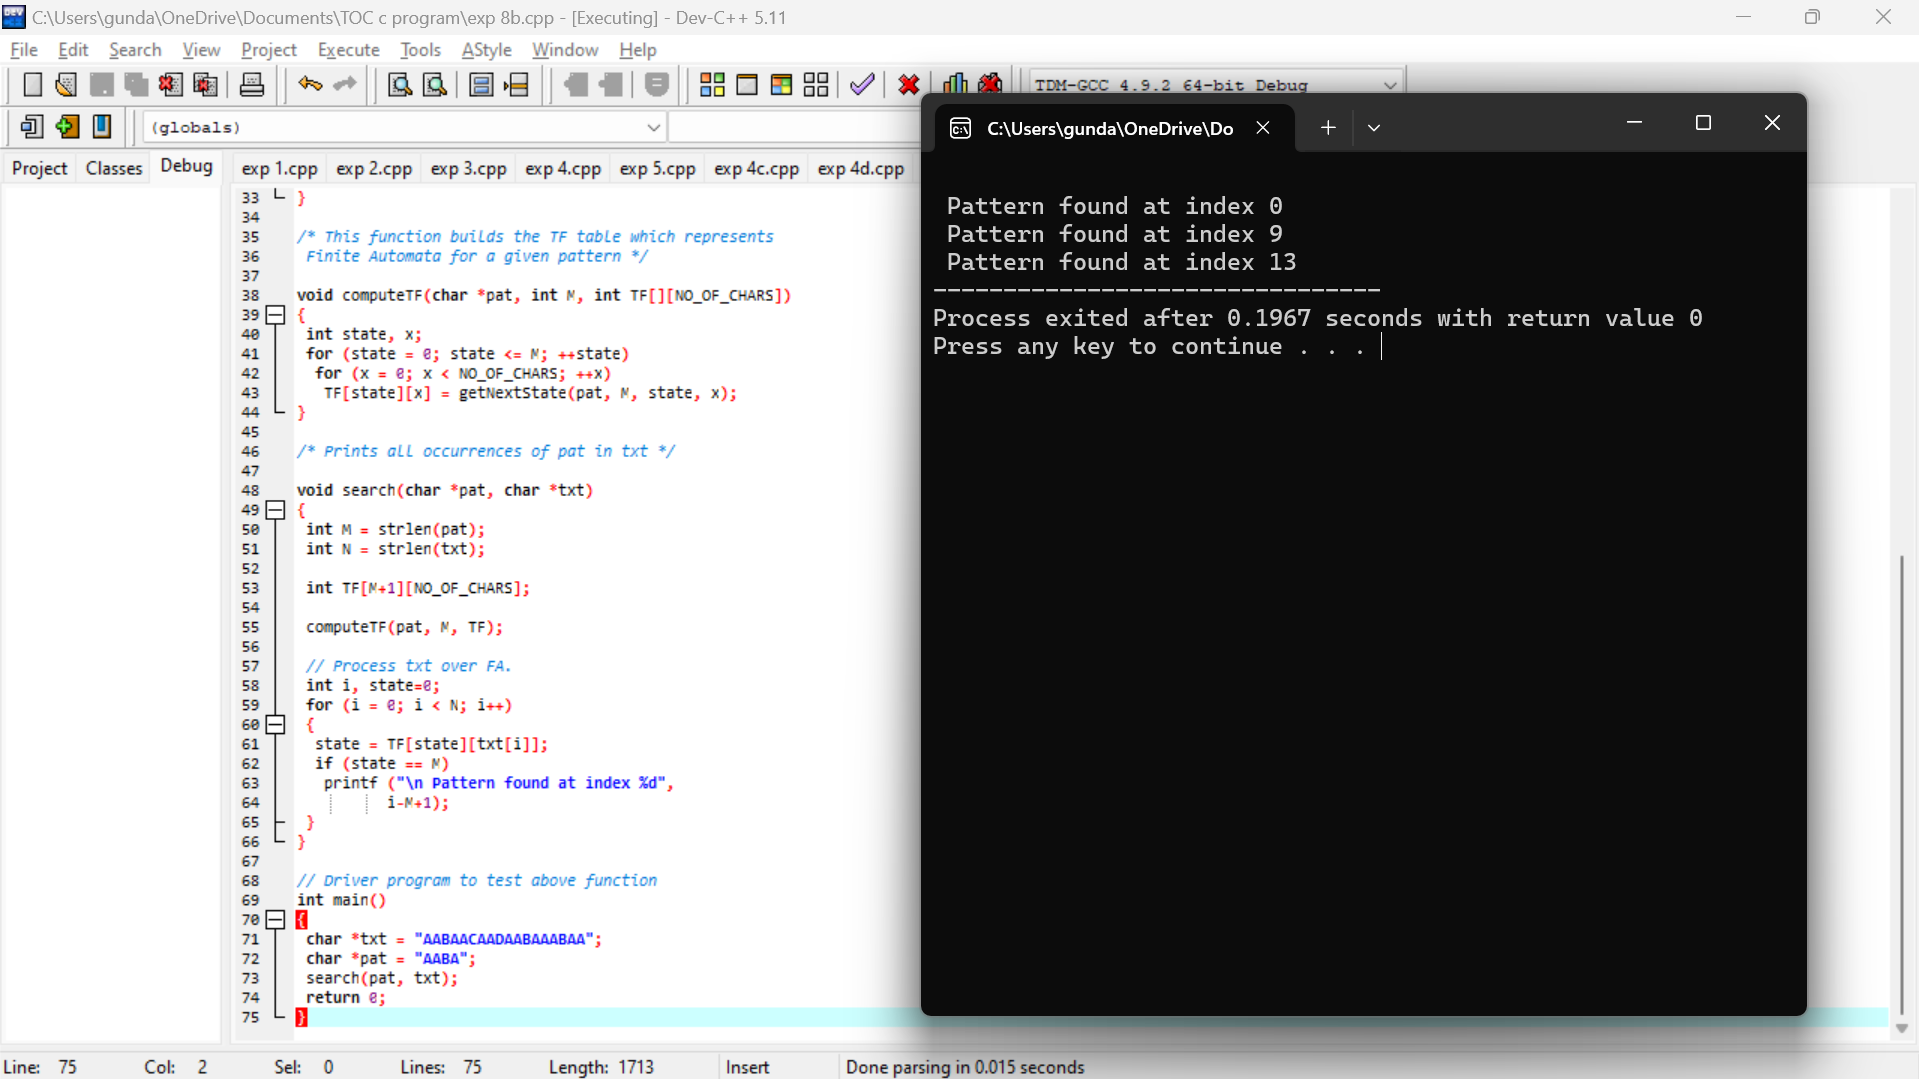 C:\Users\gunda\OneDrive\Documents\TOC c program\exp 8b.cpp - [Executing] - Dev-C++ 5.11
File Edit Search View Project Execute Tools AStyle Window Help
TDM-GCC 4.9.2 64-bit Debug
(globals)
Project Classes Debug
exp 1.cpp exp 2.cpp exp 3.cpp exp 4.cpp exp 5.cpp exp 4c.cpp exp 4d.cpp
33 }
34
35 /* This function builds the TF table which represents
36 Finite Automata for a given pattern */
37
38 void computeTF(char *pat, int M, int TF[][NO_OF_CHARS])
39 {
40 int state, x;
41 for (state = 0; state <= M; ++state)
42 for (x = 0; x < NO_OF_CHARS; ++x)
43 TF[state][x] = getNextState(pat, M, state, x);
44 }
45
46 /* Prints all occurrences of pat in txt */
47
48 void search(char *pat, char *txt)
49 {
50 int M = strlen(pat);
51 int N = strlen(txt);
52
53 int TF[M+1][NO_OF_CHARS];
54
55 computeTF(pat, M, TF);
56
57 // Process txt over FA.
58 int i, state=0;
59 for (i = 0; i < N; i++)
60 {
61 state = TF[state][txt[i]];
62 if (state == M)
63 printf ("\n Pattern found at index %d",
64 i-M+1);
65 }
66 }
67
68 // Driver program to test above function
69 int main()
70 {
71 char *txt = "AABAACAADAABAAABAA";
72 char *pat = "AABA";
73 search(pat, txt);
74 return 0;
75 }
C:\Users\gunda\OneDrive\Do
Pattern found at index 0
Pattern found at index 9
Pattern found at index 13
--------------------------------
Process exited after 0.1967 seconds with return value 0
Press any key to continue . . .
Line: 75 Col: 2 Sel: 0 Lines: 75 Length: 1713 Insert Done parsing in 0.015 seconds